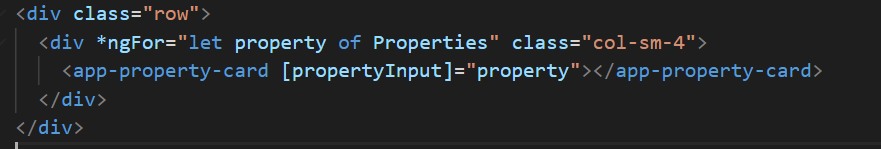 <div class="row">
<div *ngFor="let property of Properties" class="col-sm-4">
<app-property-card [propertyInput]="property"></app-property-card>
</div>
</div>